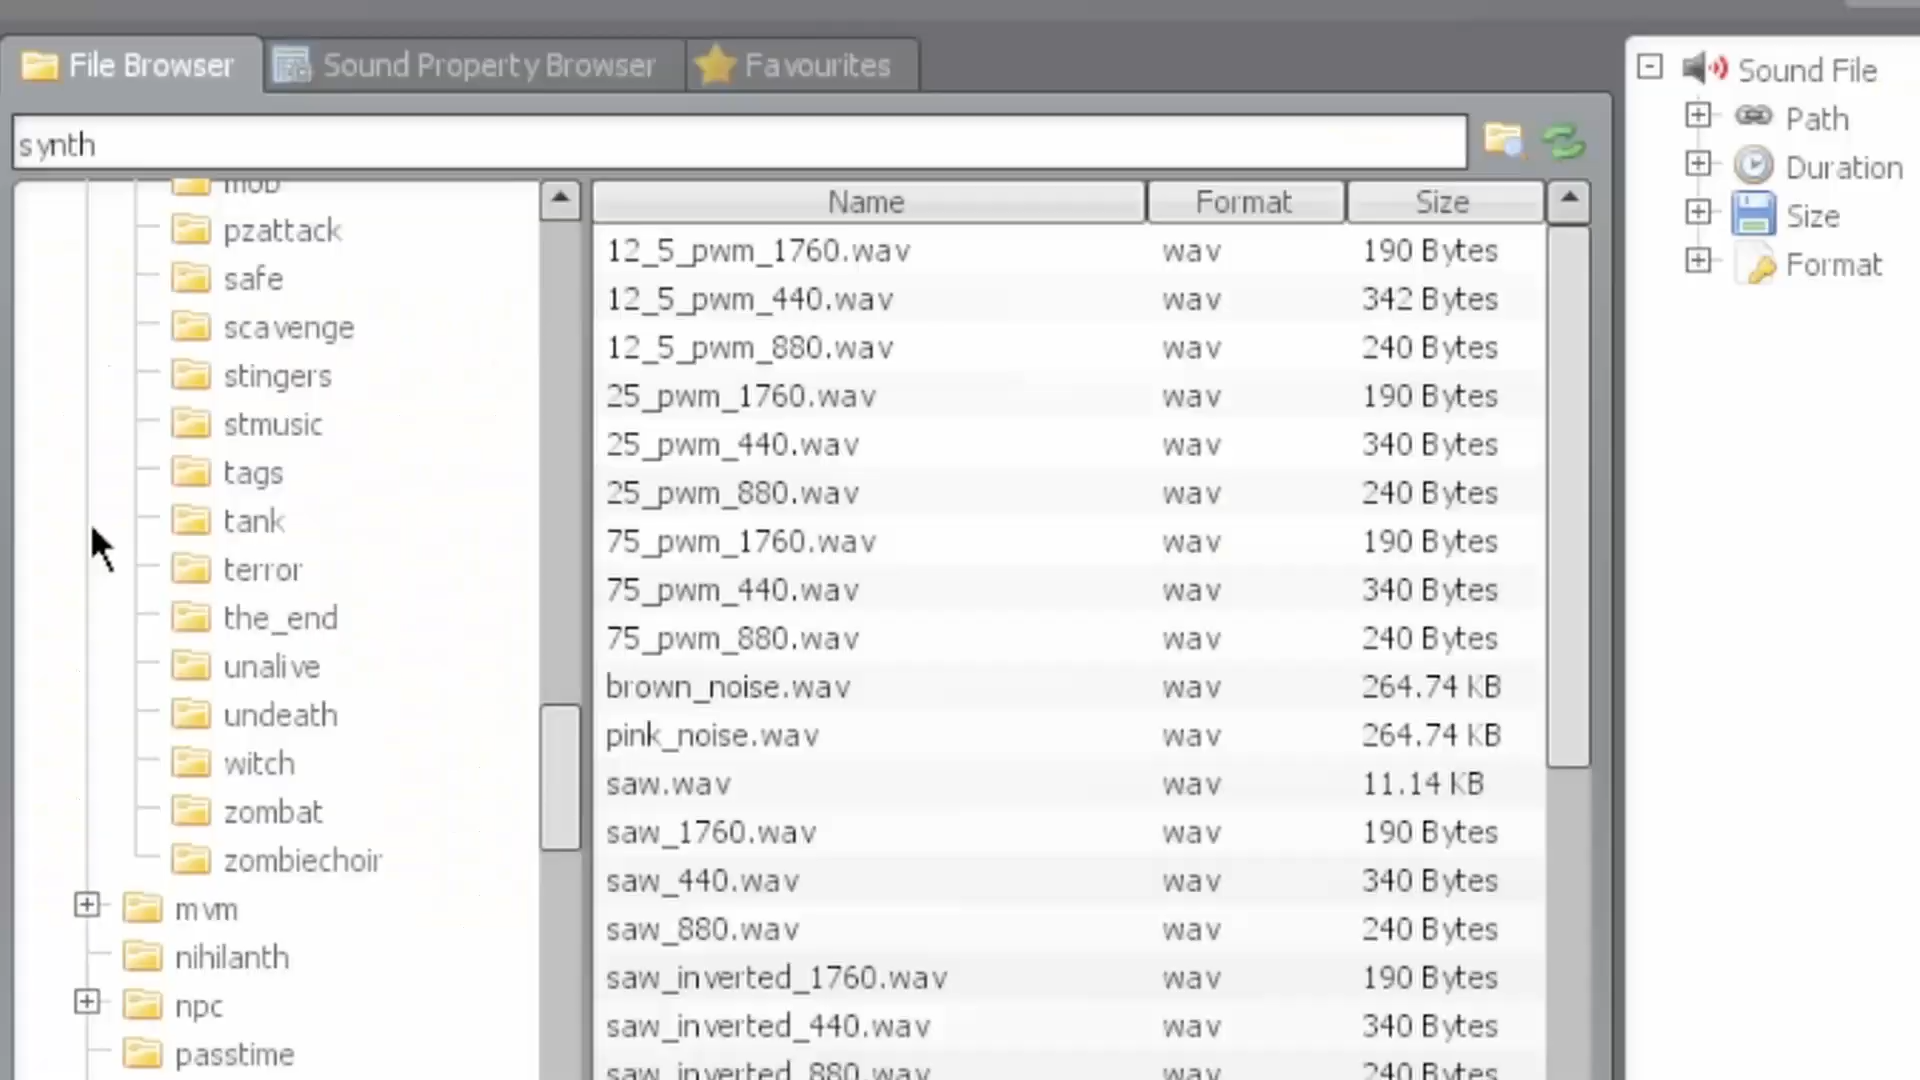 File Browser
Sound Property Browser
Favourites
synth
mob
pzattack
safe
scavenge
stingers
stmusic
tags
tank
terror
the_end
unalive
undeath
witch
zombat
zombiechoir
mvm
nihilanth
npc
passtime
Name Format Size
12_5_pwm_1760.wav wav 190 Bytes
12_5_pwm_440.wav wav 342 Bytes
12_5_pwm_880.wav wav 240 Bytes
25_pwm_1760.wav wav 190 Bytes
25_pwm_440.wav wav 340 Bytes
25_pwm_880.wav wav 240 Bytes
75_pwm_1760.wav wav 190 Bytes
75_pwm_440.wav wav 340 Bytes
75_pwm_880.wav wav 240 Bytes
brown_noise.wav wav 264.74 KB
pink_noise.wav wav 264.74 KB
saw.wav wav 11.14 KB
saw_1760.wav wav 190 Bytes
saw_440.wav wav 340 Bytes
saw_880.wav wav 240 Bytes
saw_inverted_1760.wav wav 190 Bytes
saw_inverted_440.wav wav 340 Bytes
saw_inverted_880.wav wav 240 Bytes
Sound File
Path
Duration
Size
Format